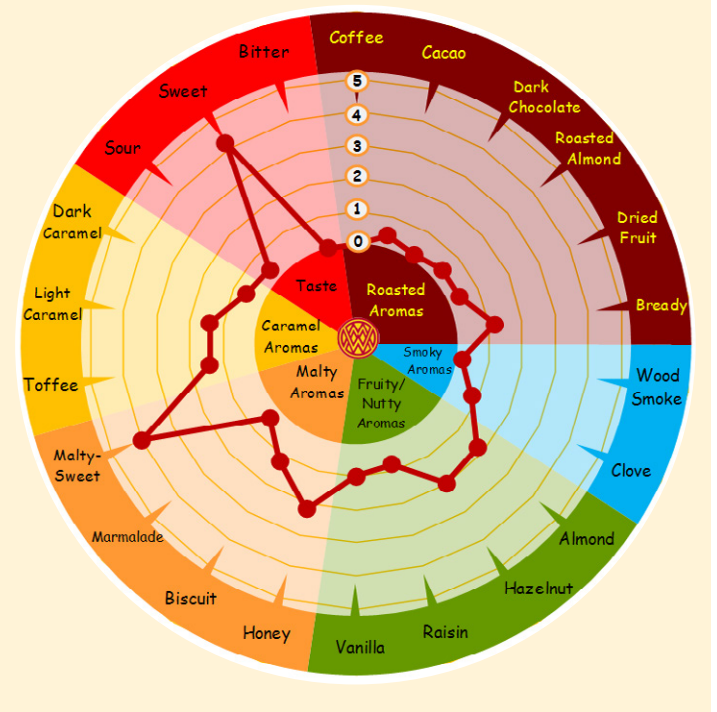 Coffee
Cacao
Dark
Chocolate
Roasted
Almond
Dried
Fruit
Bready
Wood
Smoke
Clove
Almond
Hazelnut
Raisin
Vanilla
Honey
Biscuit
Marmalade
Malty-
Sweet
Toffee
Light
Caramel
Dark
Caramel
Sour
Sweet
Bitter
5
4
3
2
1
0
Taste
Roasted
Aromas
Caramel
Aromas
Smoky
Aromas
Malty
Aromas
Fruity/
Nutty
Aromas